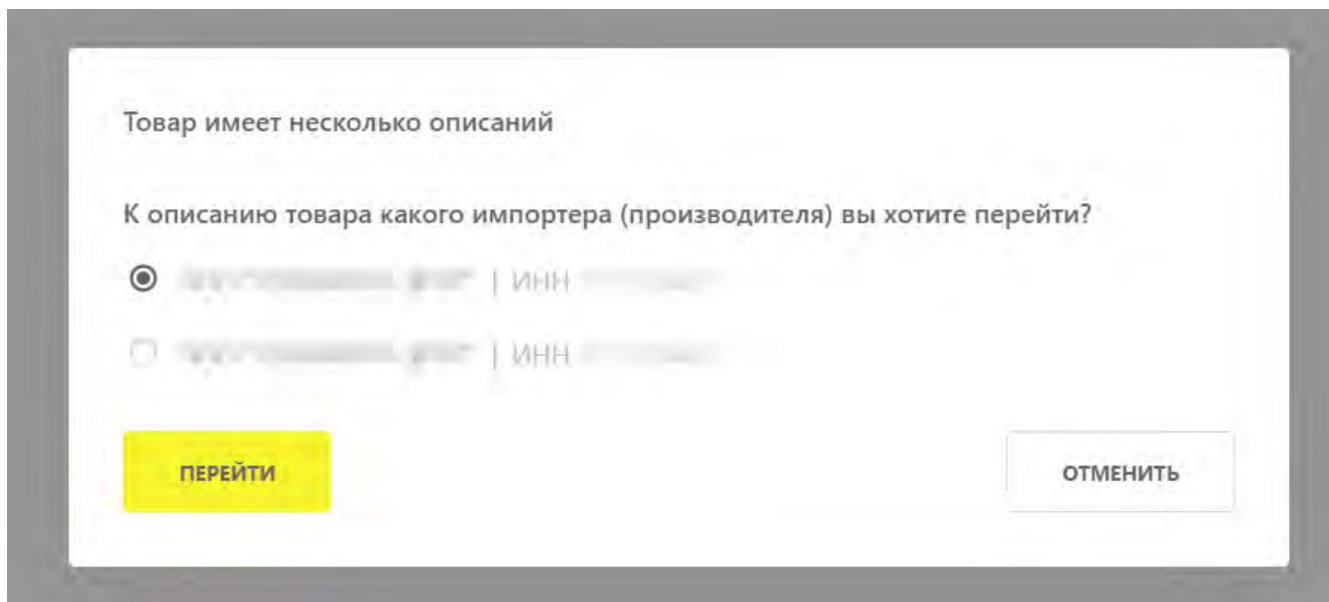 Товар имеет несколько описаний
К описанию товара какого импортера (производителя) вы хотите перейти?
| ИНН
| ИНН
ПЕРЕЙТИ
ОТМЕНИТЬ